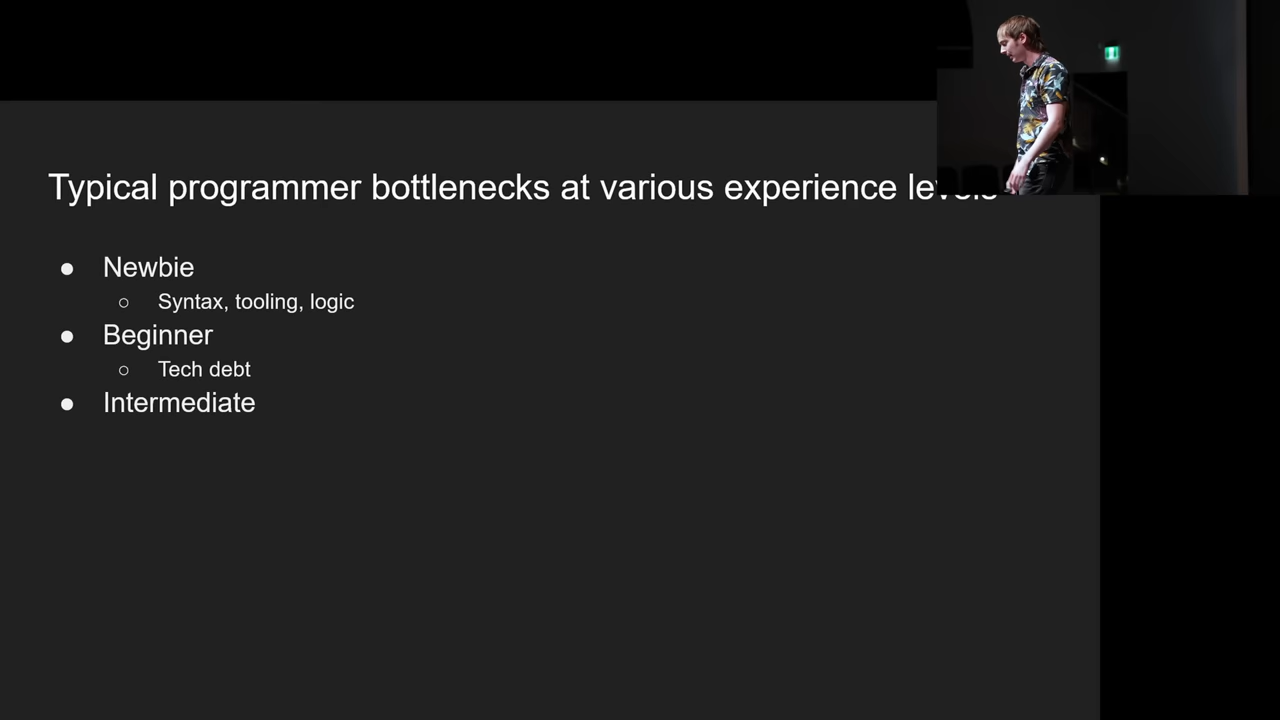 Typical programmer bottlenecks at various experience levels
● Newbie
○ Syntax, tooling, logic
● Beginner
○ Tech debt
● Intermediate